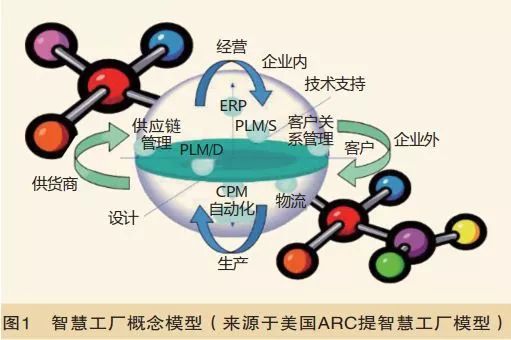 经营
企业内
技术支持
ERP
PLM/S
供应链
管理
客户关
系管理
企业外
PLM/D
客户
供货商
CPM
自动化
物流
设计
生产
图1 智慧工厂概念模型（来源于美国ARC提智慧工厂模型）